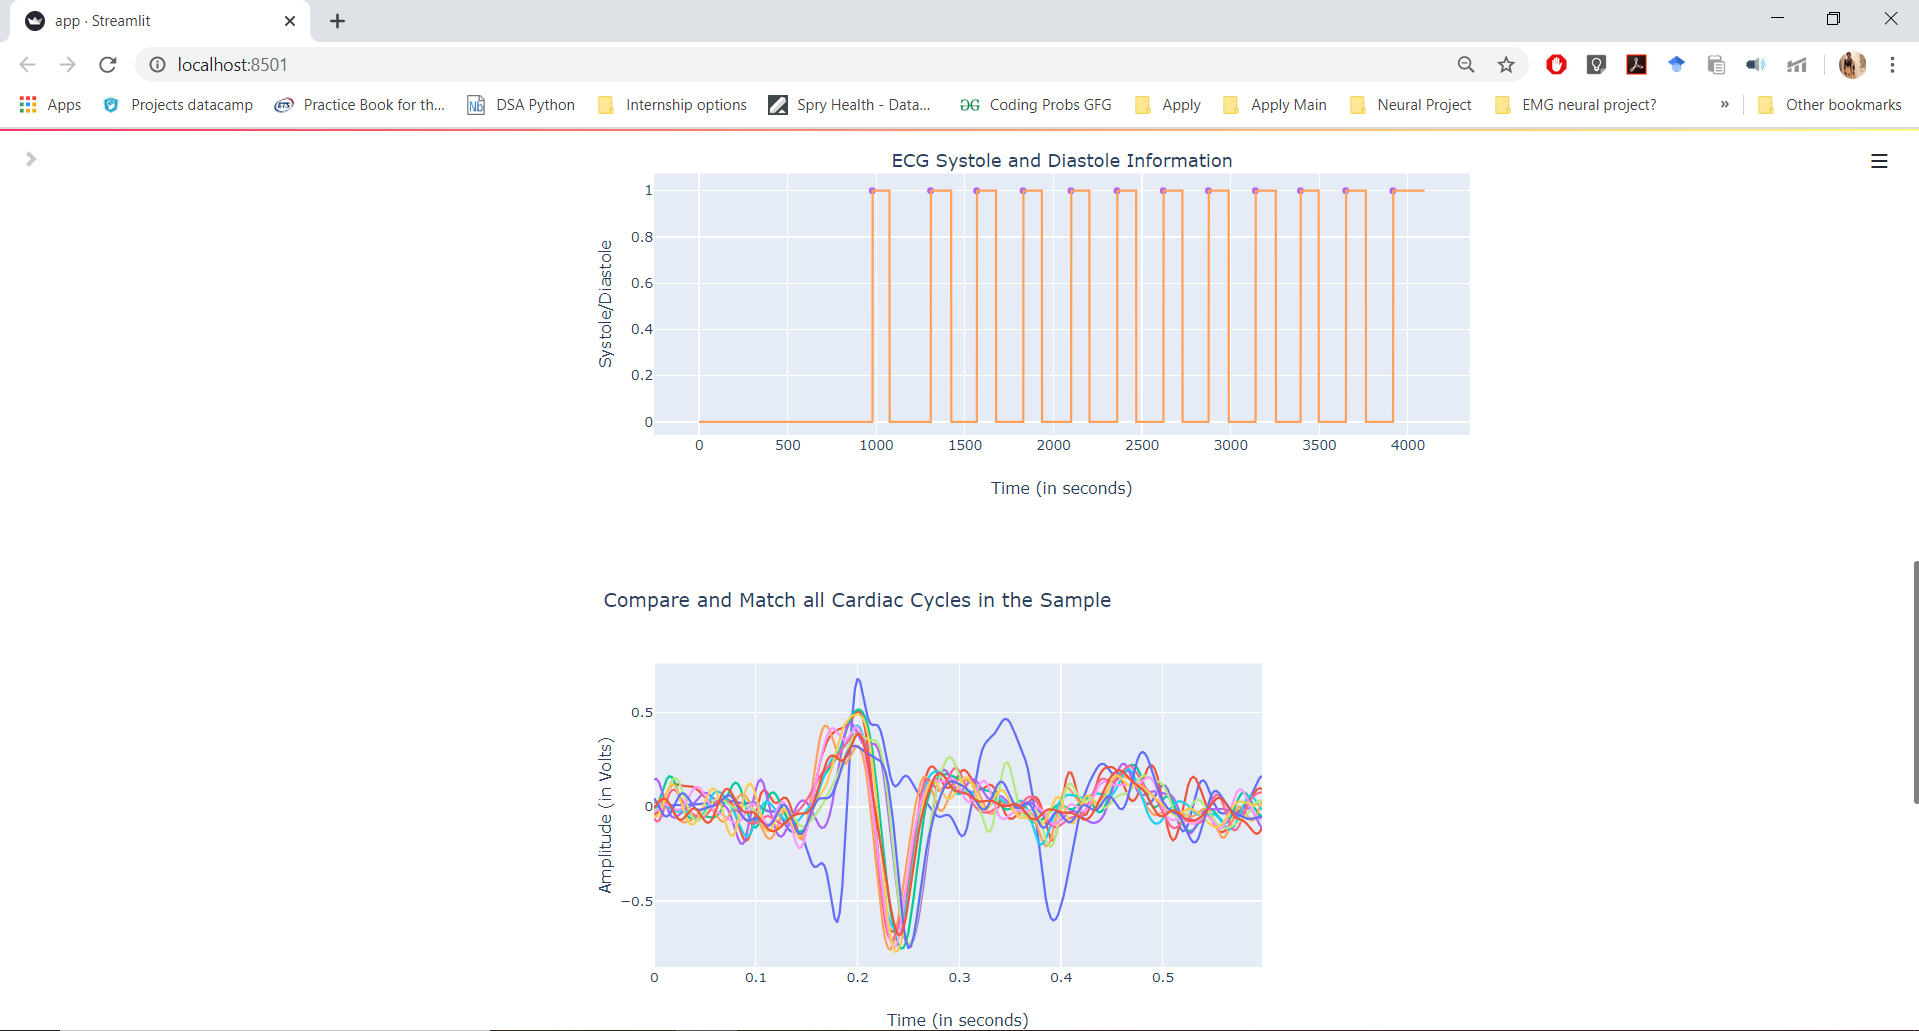 app · Streamlit
localhost:8501
Apps Projects datacamp Practice Book for th... DSA Python Internship options Spry Health - Data... Coding Probs GFG Apply Apply Main Neural Project EMG neural project? » Other bookmarks
ECG Systole and Diastole Information
1
0.8
0.6
0.4
0.2
0
Systole/Diastole
0 500 1000 1500 2000 2500 3000 3500 4000
Time (in seconds)
Compare and Match all Cardiac Cycles in the Sample
0.5
0
−0.5
Amplitude (in Volts)
0 0.1 0.2 0.3 0.4 0.5
Time (in seconds)